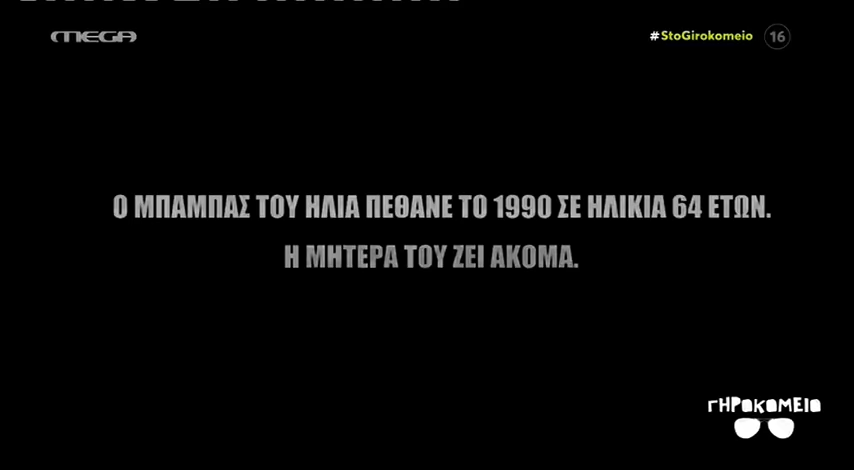 MEGA
#StoGirokomeio 16
Ο ΜΠΑΜΠΑΣ ΤΟΥ ΗΛΙΑ ΠΕΘΑΝΕ ΤΟ 1990 ΣΕ ΗΛΙΚΙΑ 64 ΕΤΩΝ.
Η ΜΗΤΕΡΑ ΤΟΥ ΖΕΙ ΑΚΟΜΑ.
ΓΗΡΟΚΟΜΕΙΟ